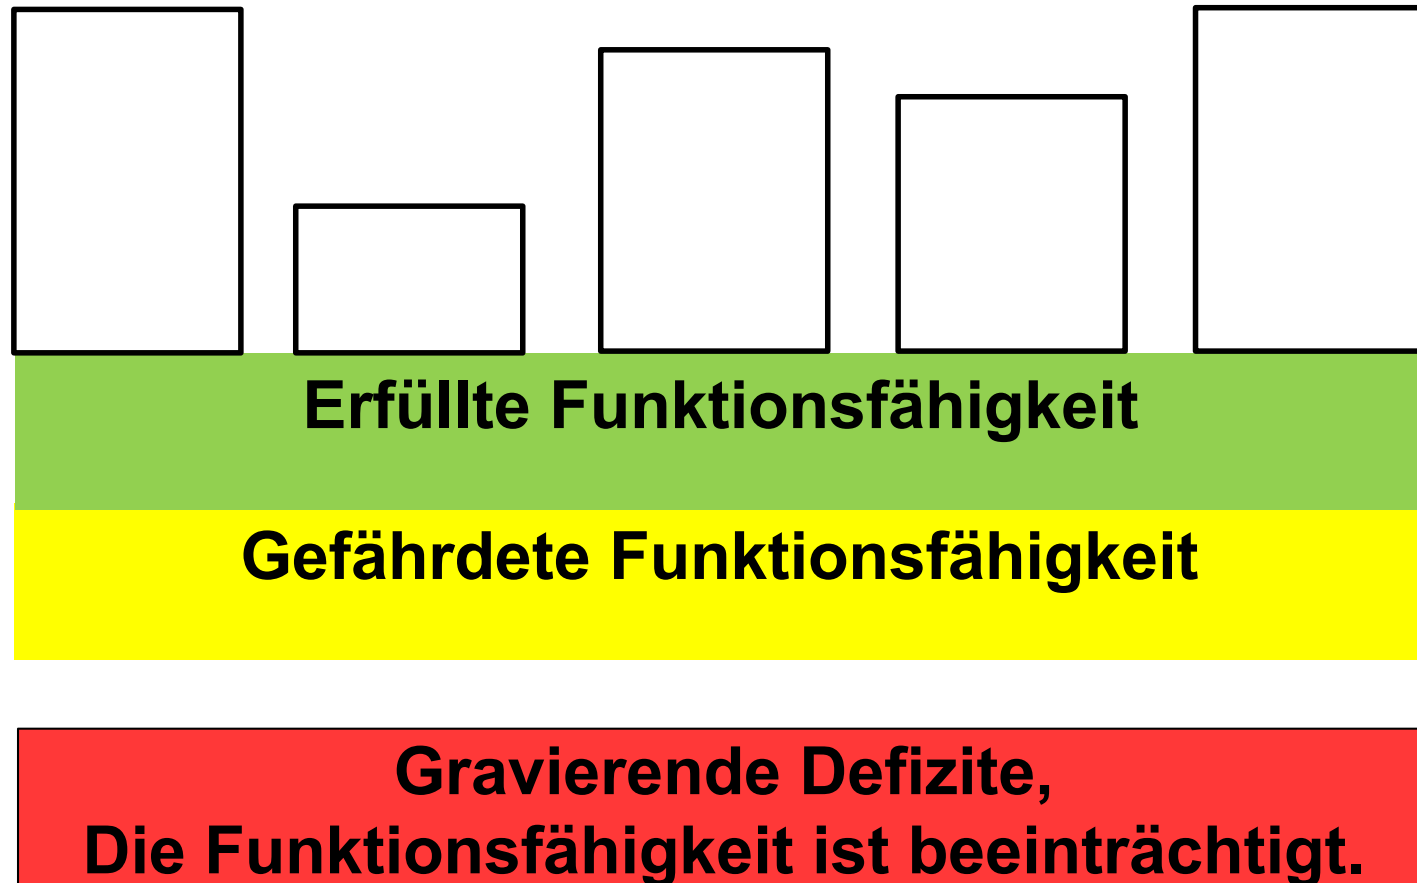 Erfüllte Funktionsfähigkeit
Gefährdete Funktionsfähigkeit
Gravierende Defizite,
Die Funktionsfähigkeit ist beeinträchtigt.